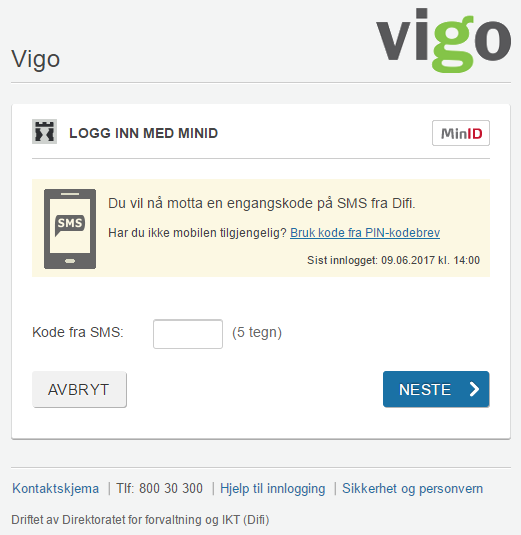 vigo
Vigo
LOGG INN MED MINID
MinID
SMS
Du vil nå motta en engangskode på SMS fra Difi.
Har du ikke mobilen tilgjengelig? Bruk kode fra PIN-kodebrev
Sist innlogget: 09.06.2017 kl. 14:00
Kode fra SMS: (5 tegn)
AVBRYT NESTE
Kontaktskjema | Tlf: 800 30 300 | Hjelp til innlogging | Sikkerhet og personvern
Driftet av Direktoratet for forvaltning og IKT (Difi)